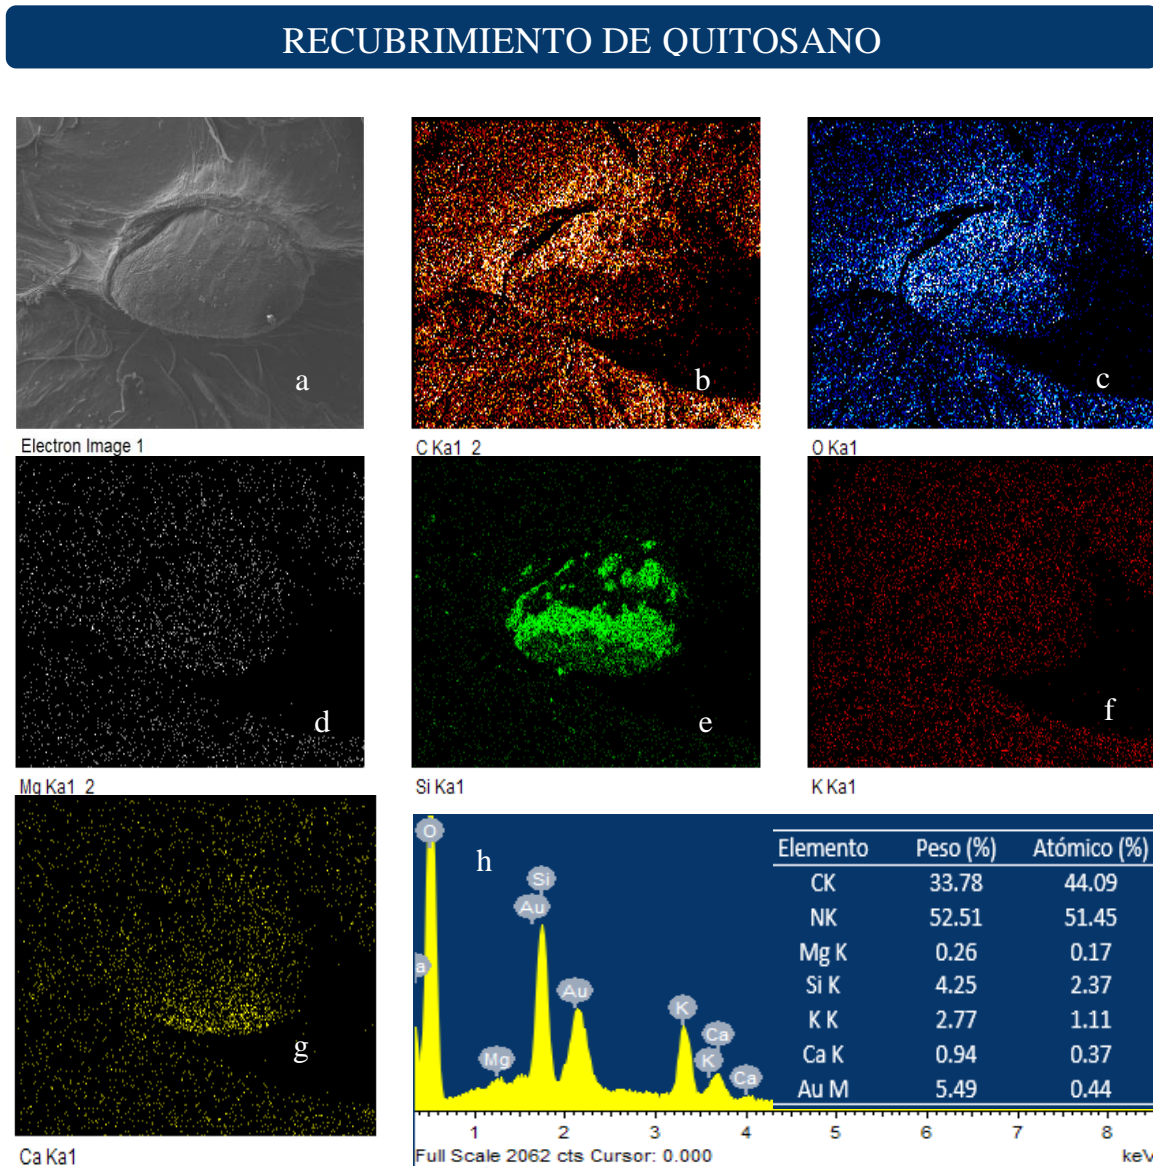 RECUBRIMIENTO DE QUITOSANO
a
b
c
Electron Image 1
C Ka1_2
O Ka1
d
e
f
Mg Ka1_2
Si Ka1
K Ka1
g
Ca Ka1
h
O
Si
Au
a
Au
Mg
K
Ca
K
Ca
Elemento Peso (%) Atómico (%)
CK 33.78 44.09
NK 52.51 51.45
Mg K 0.26 0.17
Si K 4.25 2.37
K K 2.77 1.11
Ca K 0.94 0.37
Au M 5.49 0.44
1 2 3 4 5 6 7 8
Full Scale 2062 cts Cursor: 0.000 keV